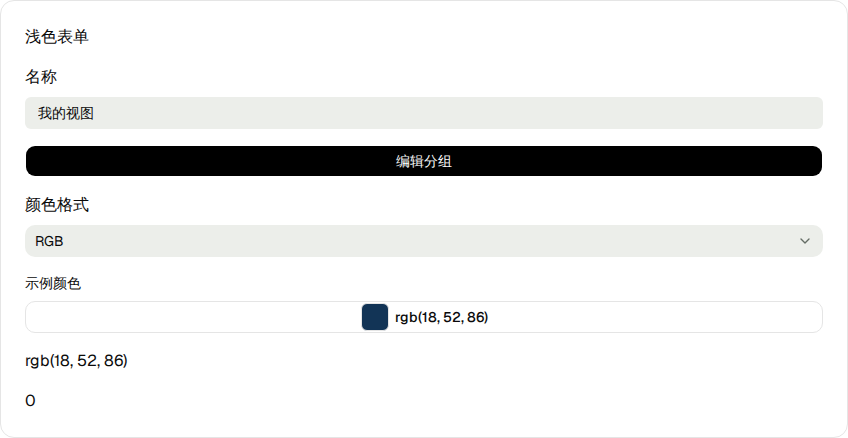 浅色表单
名称
我的视图
编辑分组
颜色格式
RGB
示例颜色
rgb(18, 52, 86)
rgb(18, 52, 86)
0